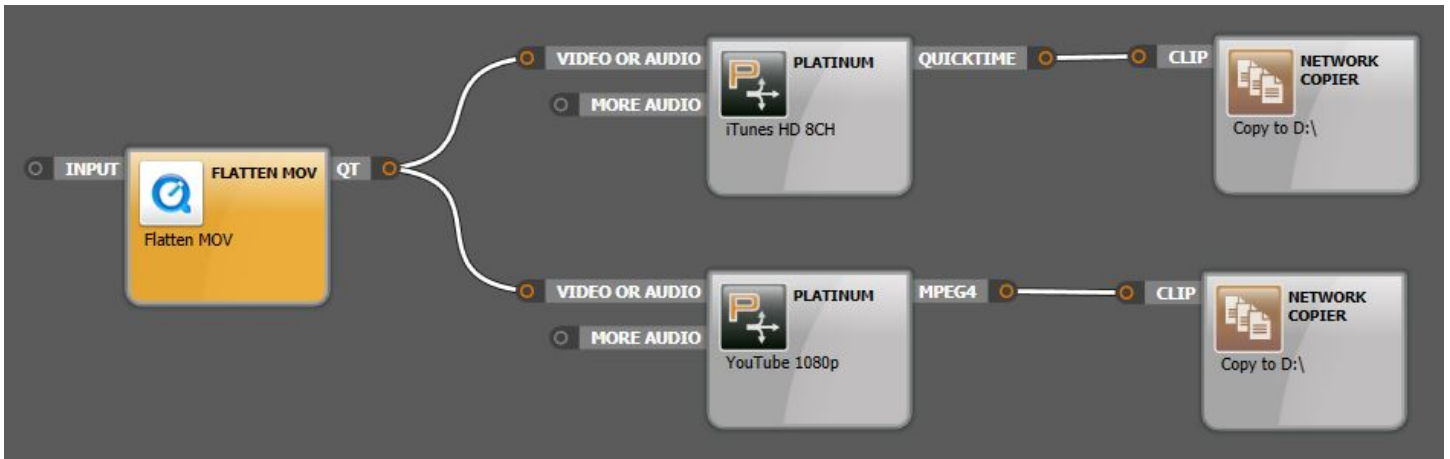 INPUT
FLATTEN MOV
Flatten MOV
QT
VIDEO OR AUDIO
MORE AUDIO
PLATINUM
iTunes HD 8CH
QUICKTIME
CLIP
NETWORK
COPIER
Copy to D:\
VIDEO OR AUDIO
MORE AUDIO
PLATINUM
YouTube 1080p
MPEG4
CLIP
NETWORK
COPIER
Copy to D:\